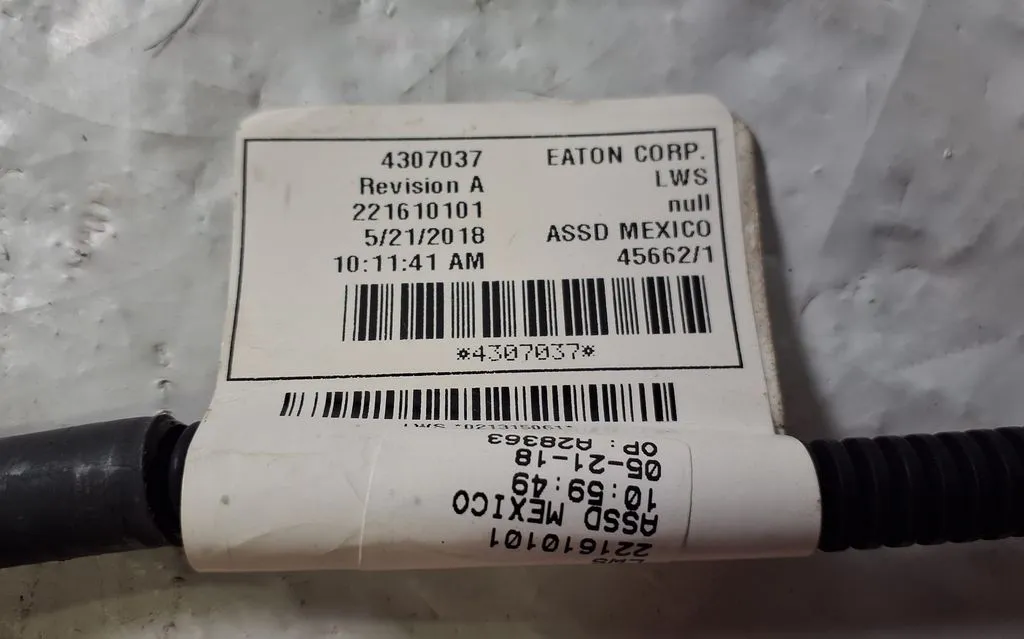 4307037 EATON CORP.
Revision A LWS
221610101 null
5/21/2018 ASSD MEXICO
10:11:41 AM 45662/1
*4307037*
LWS
221610101
ASSD MEXICO
10:59:49
05-21-18
OP: A28363